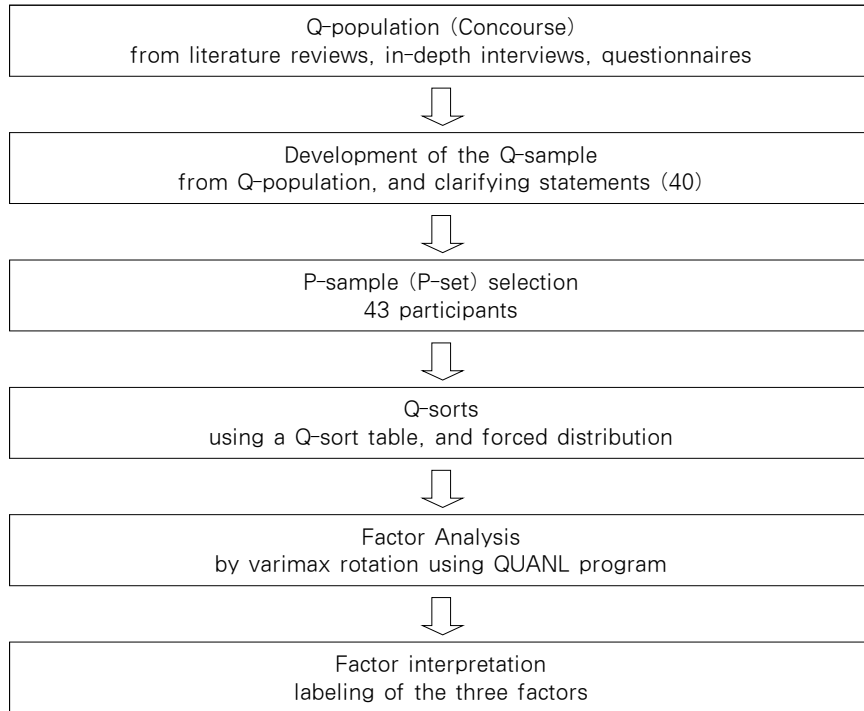 Q-population (Concourse)
from literature reviews, in-depth interviews, questionnaires
Development of the Q-sample
from Q-population, and clarifying statements (40)
P-sample (P-set) selection
43 participants
Q-sorts
using a Q-sort table, and forced distribution
Factor Analysis
by varimax rotation using QUANL program
Factor interpretation
labeling of the three factors